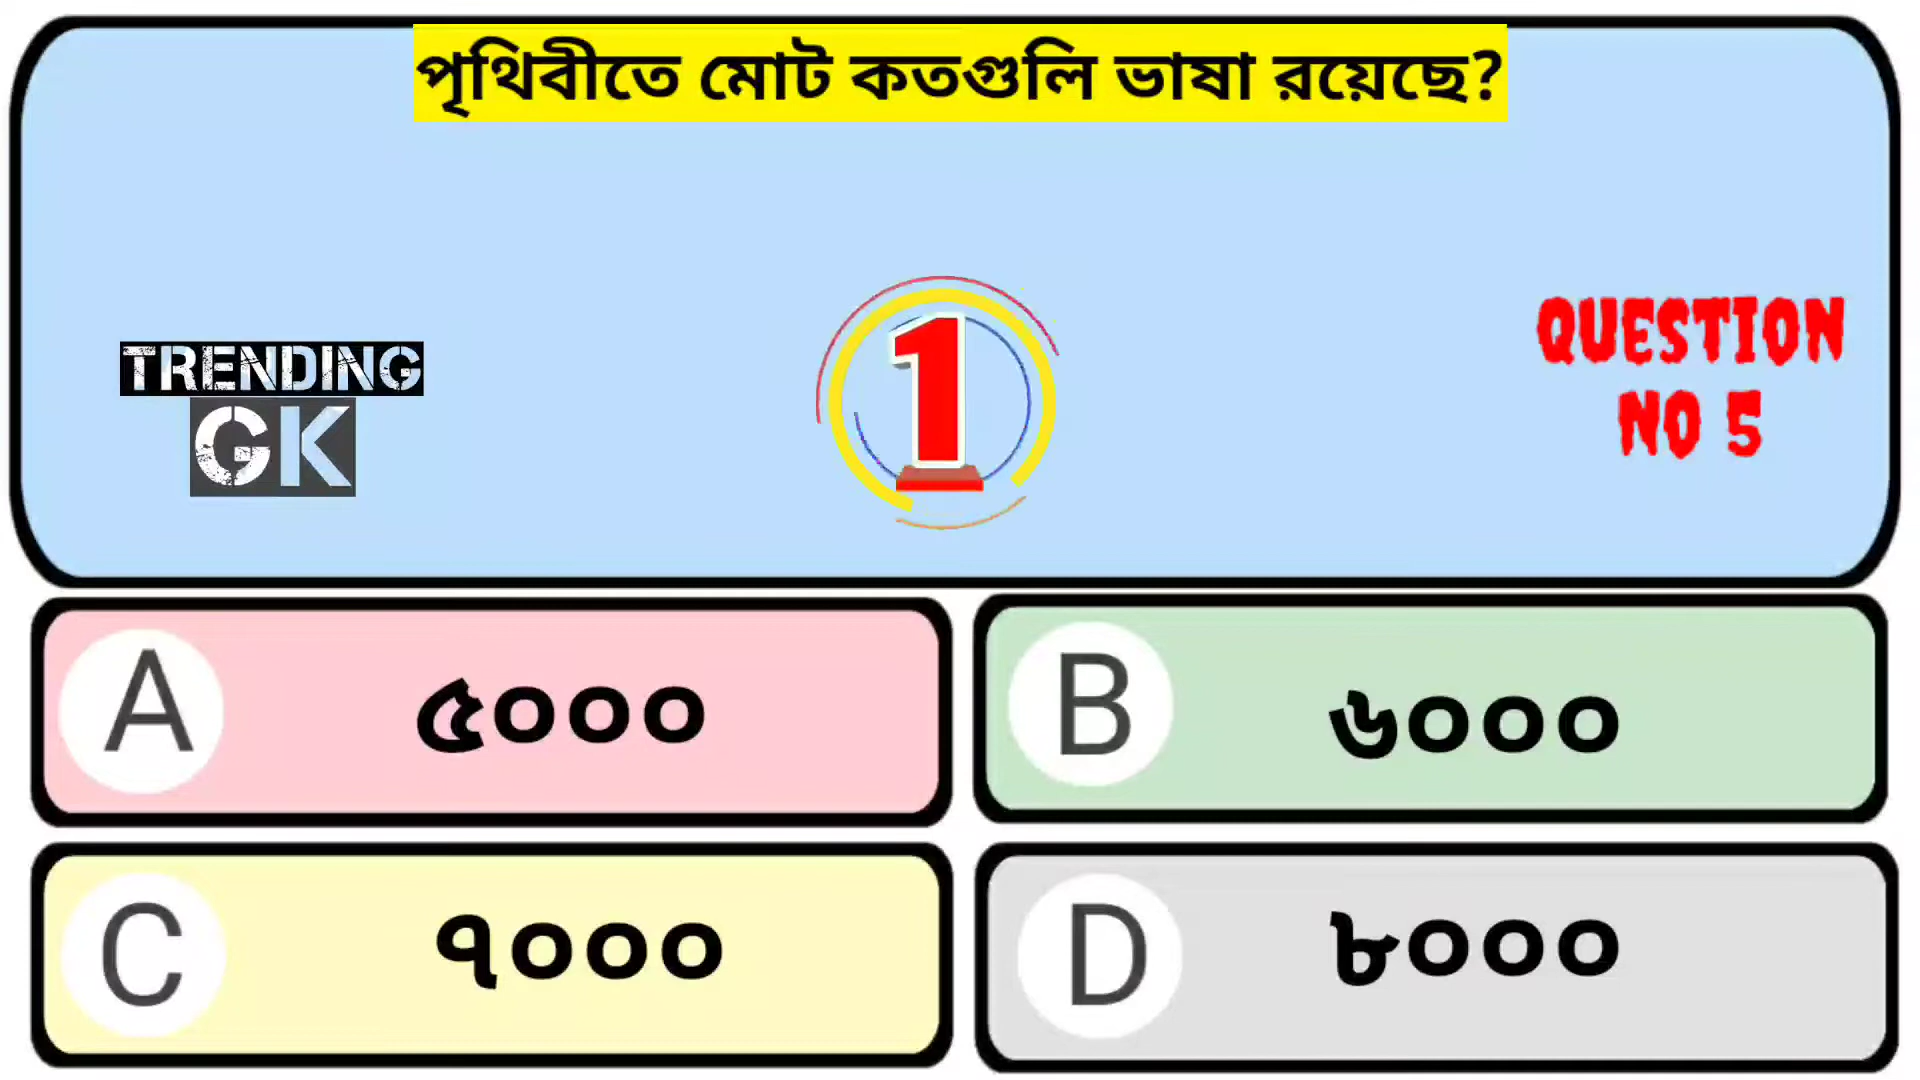 পৃথিবীতে মোট কতগুলি ভাষা রয়েছে?
TRENDING
GK
1
QUESTION
NO 5
A
৫০০০
B
৬০০০
C
৭০০০
D
৮০০০